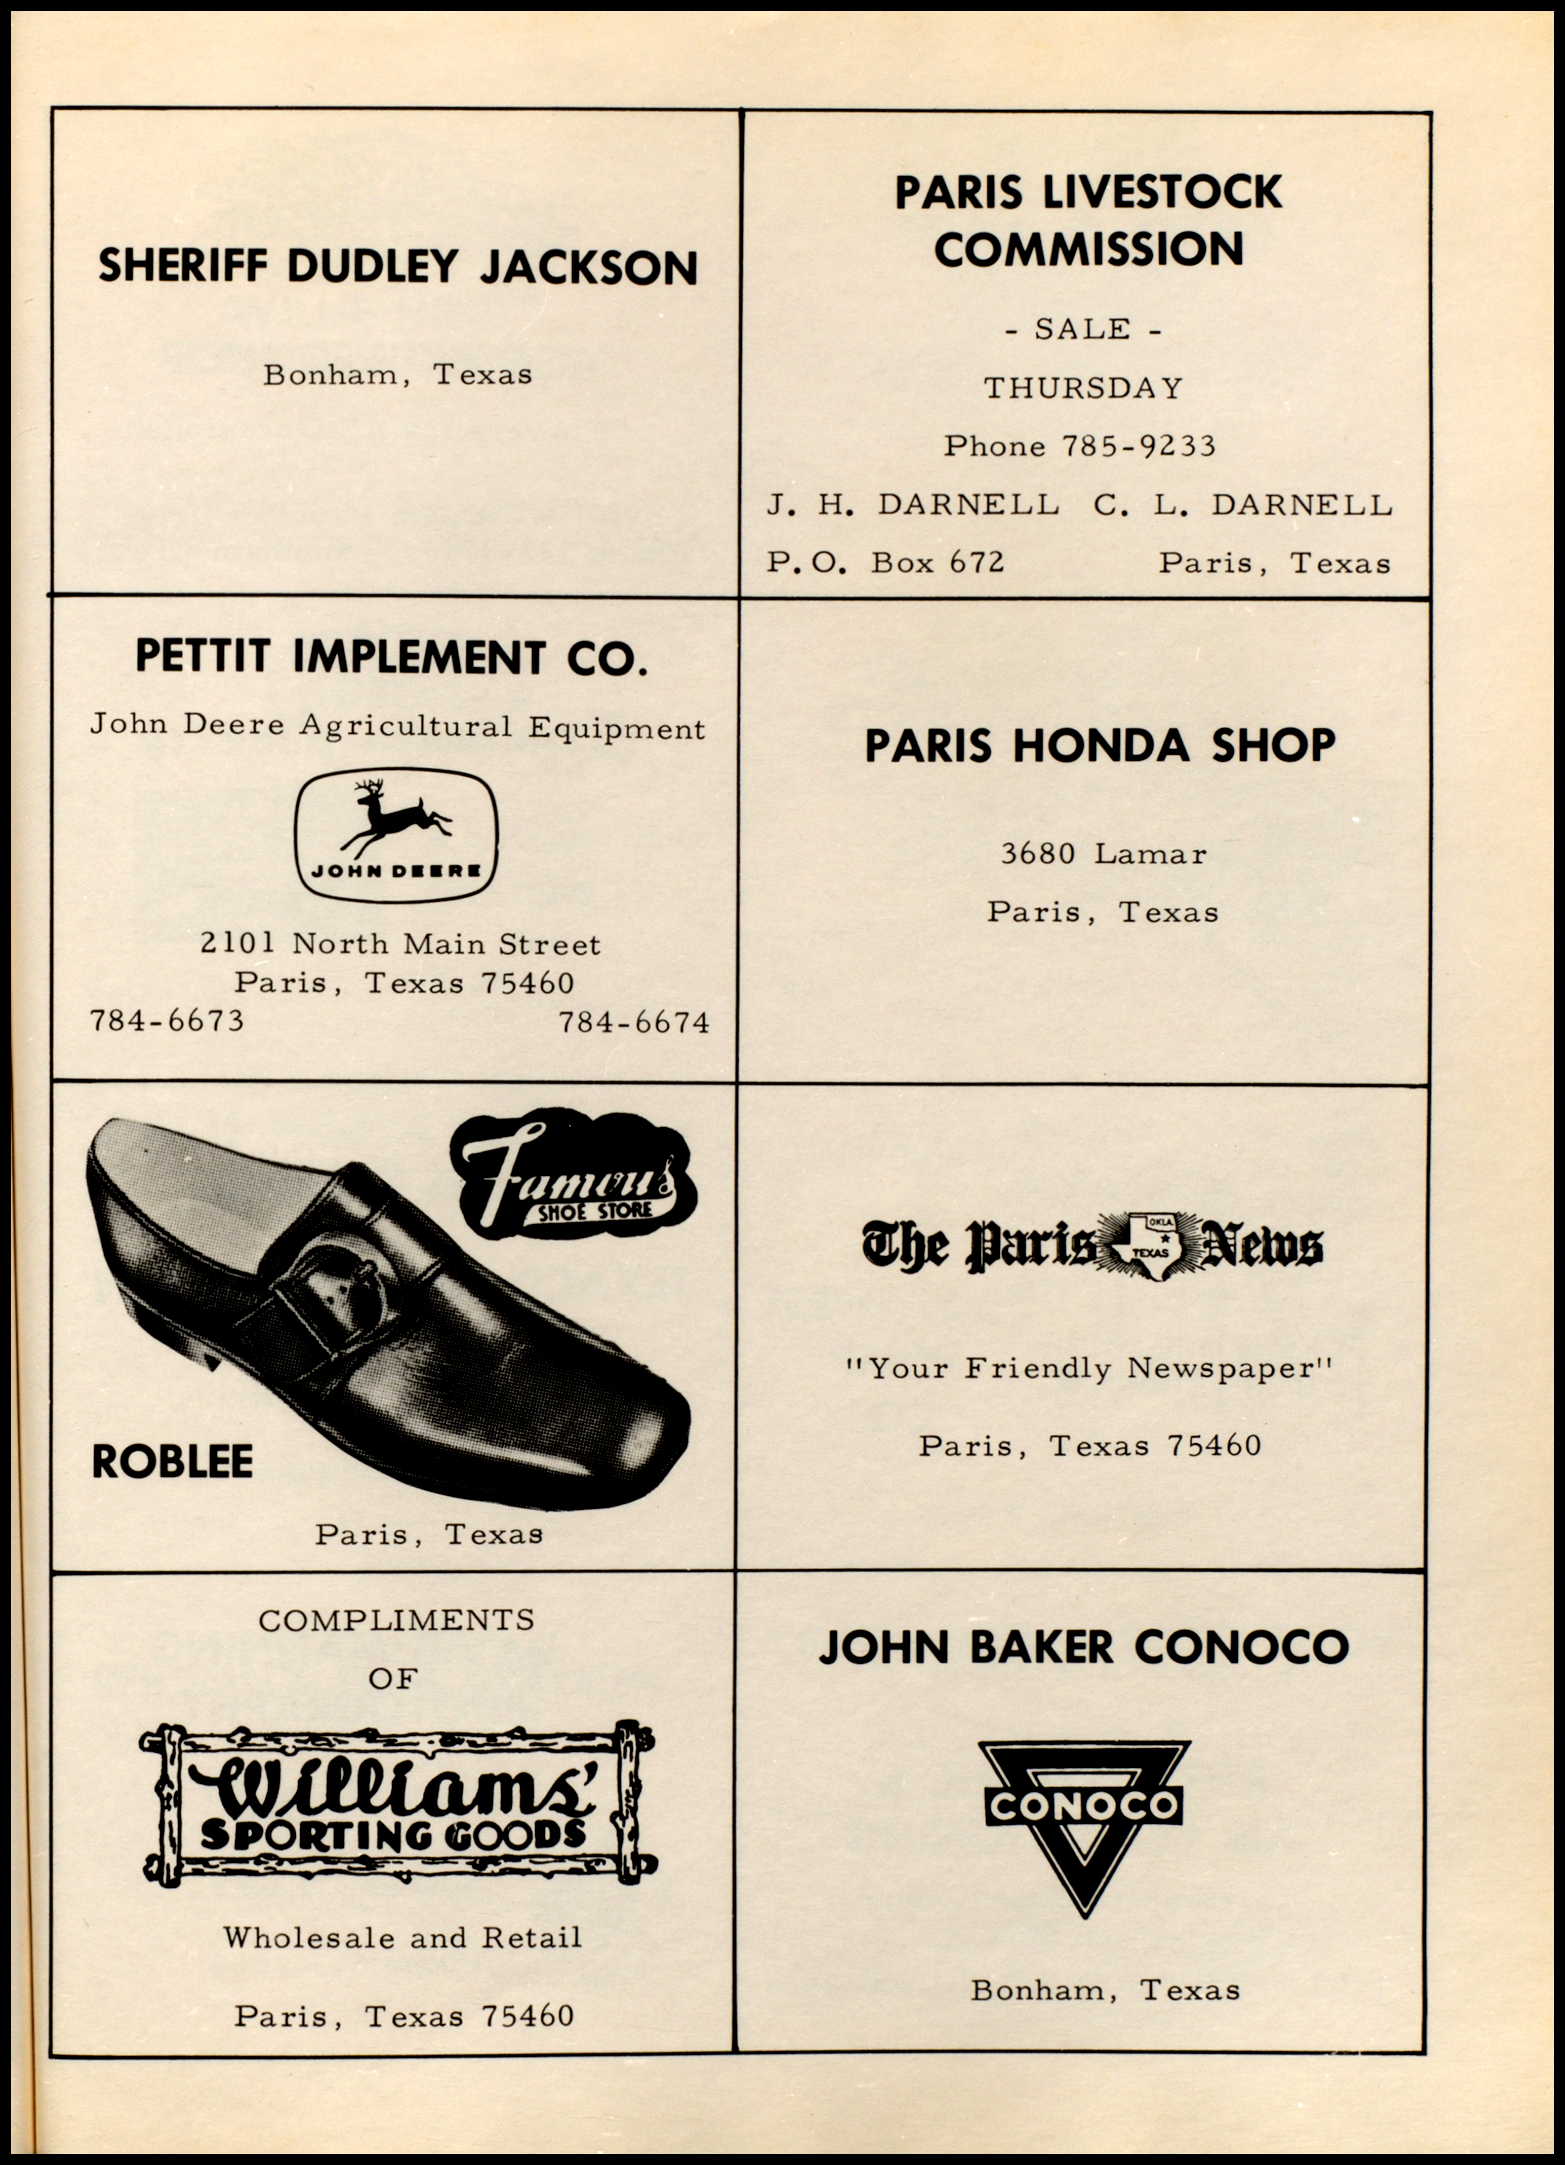 SHERIFF DUDLEY JACKSON
Bonham, Texas
PARIS LIVESTOCK
COMMISSION
- SALE -
THURSDAY
Phone 785-9233
J. H. DARNELL C. L. DARNELL
P.O. Box 672 Paris, Texas
PETTIT IMPLEMENT CO.
John Deere Agricultural Equipment
JOHN DEERE
2101 North Main Street
Paris, Texas 75460
784-6673 784-6674
PARIS HONDA SHOP
3680 Lamar
Paris, Texas
Famous
SHOE STORE
ROBLEE
Paris, Texas
The Paris News
OKLA.
TEXAS
"Your Friendly Newspaper"
Paris, Texas 75460
COMPLIMENTS
OF
Williams'
SPORTING GOODS
Wholesale and Retail
Paris, Texas 75460
JOHN BAKER CONOCO
CONOCO
Bonham, Texas